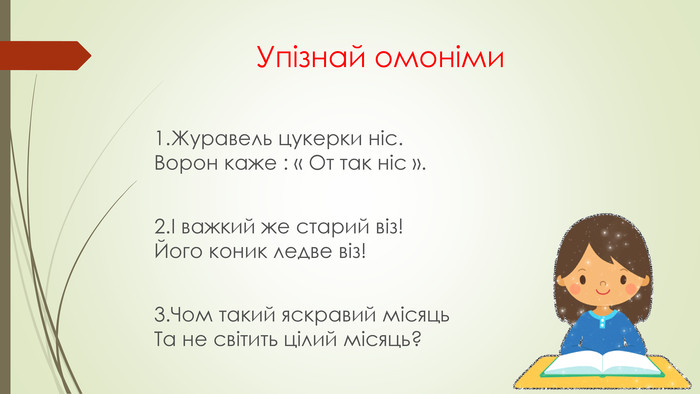 Упізнай омоніми
1.Журавель цукерки ніс.
Ворон каже : « От так ніс ».
2.І важкий же старий віз!
Його коник ледве віз!
3.Чом такий яскравий місяць
Та не світить цілий місяць?